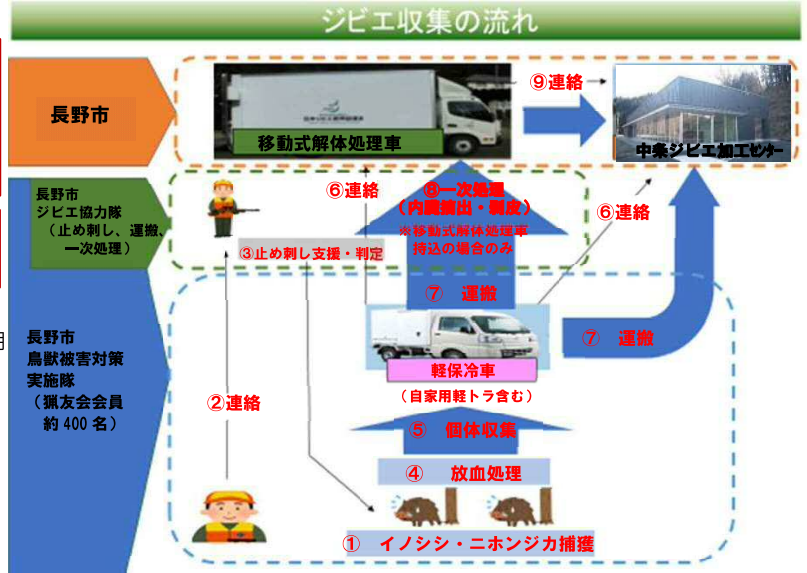 ジビエ収集の流れ
長野市
移動式解体処理車
⑨連絡
中条ジビエ加工センター
長野市
ジビエ協力隊
（止め刺し、運搬、
一次処理）
⑥連絡
⑧一次処理
（内臓摘出・剥皮）
※移動式解体処理車
持込の場合のみ
⑥連絡
③止め刺し支援・判定
⑦　運搬
長野市
鳥獣被害対策
実施隊
（猟友会会員
約400名）
⑦　運搬
軽保冷車
（自家用軽トラ含む）
②連絡
⑤　個体収集
④　放血処理
①　イノシシ・ニホンジカ捕獲